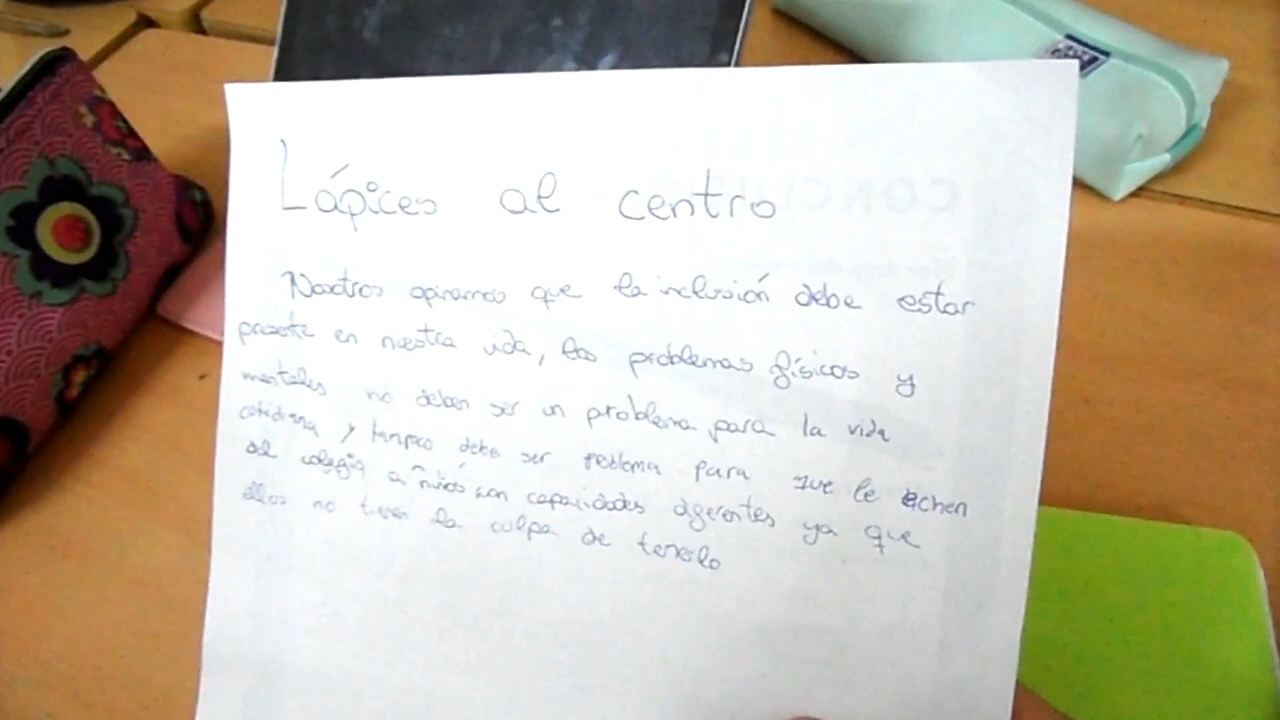 Lápices al centro
Nosotros opinamos que la inclusión debe estar
presente en nuestra vida, los problemas físicos y
mentales no deben ser un problema para la vida
cotidiana y tampoco debe ser problema para que le echen
del colegio a niños con capacidades diferentes ya que
ellos no tienen la culpa de tenerlo